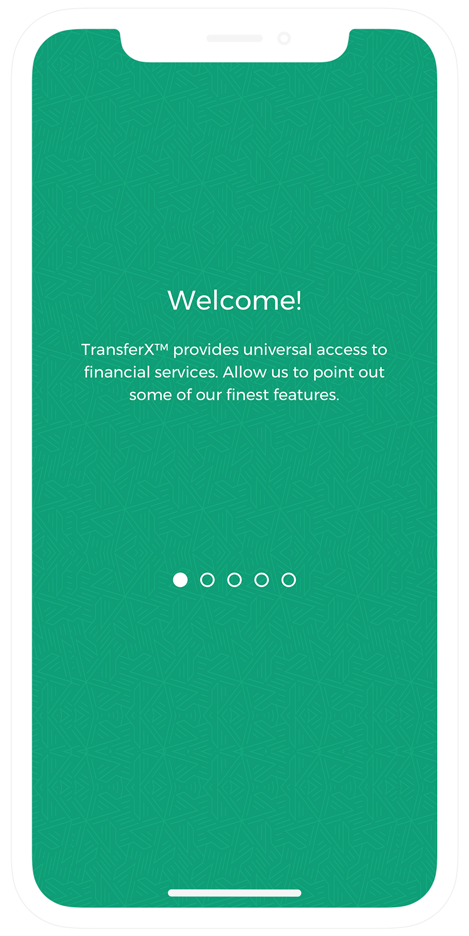 Welcome!
TransferX™ provides universal access to
financial services. Allow us to point out
some of our finest features.